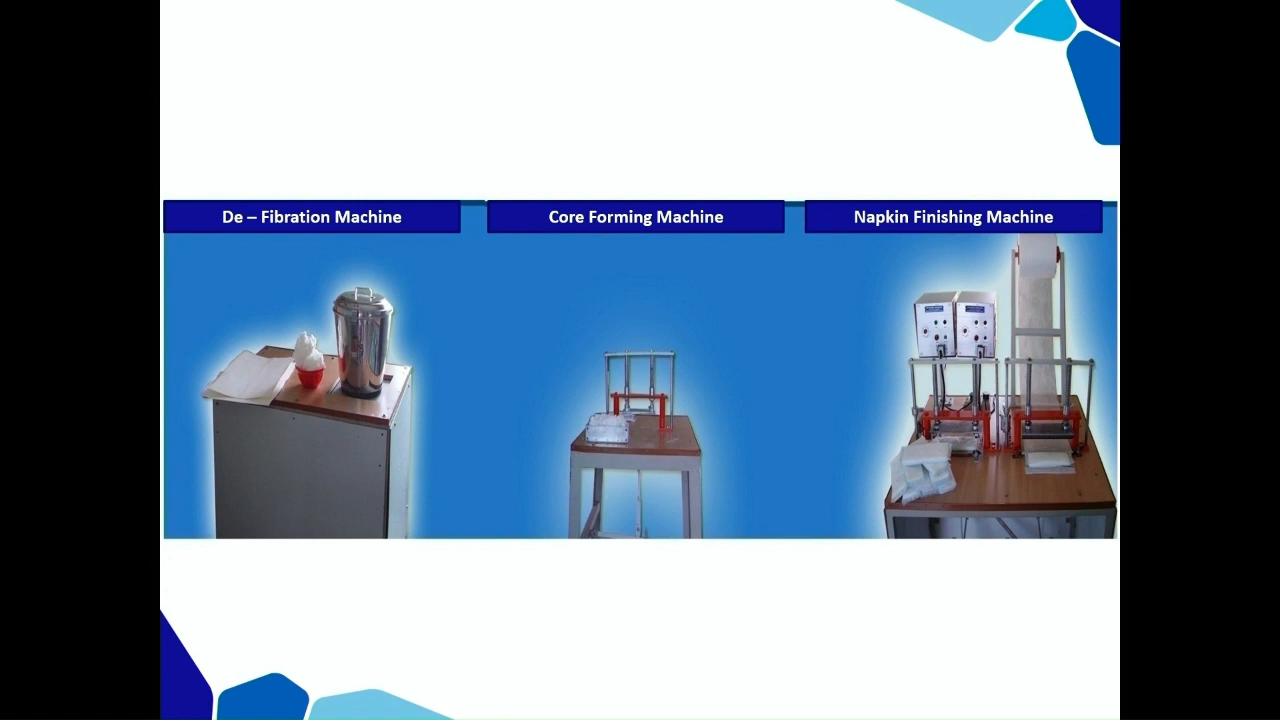 De – Fibration Machine
Core Forming Machine
Napkin Finishing Machine